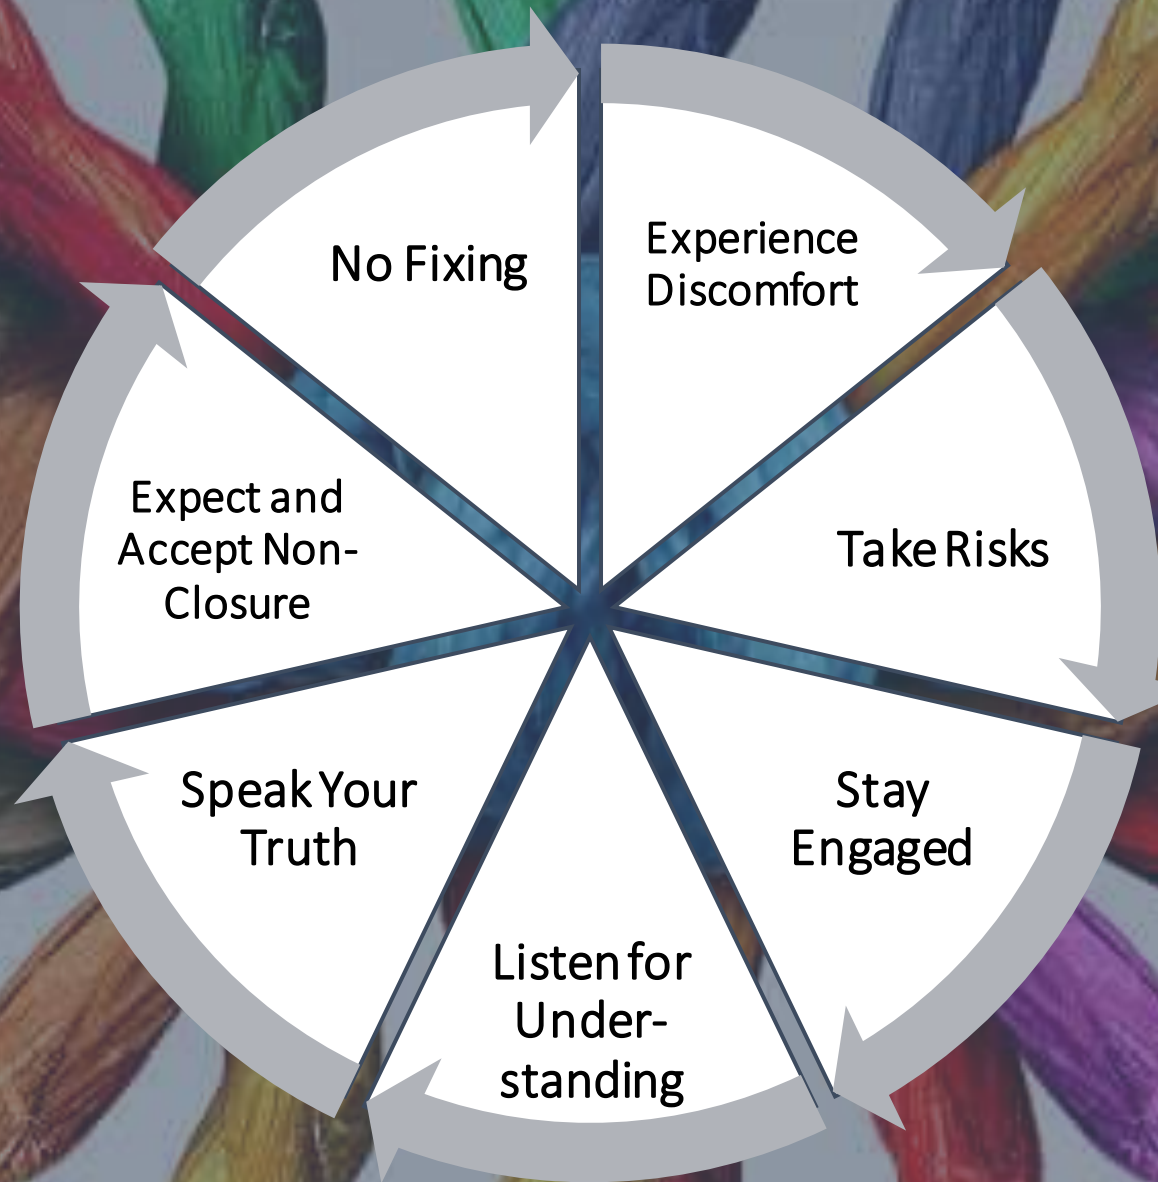 Experience
Discomfort
Take Risks
Stay
Engaged
Listen for
Under-
standing
Speak Your
Truth
Expect and
Accept Non-
Closure
No Fixing